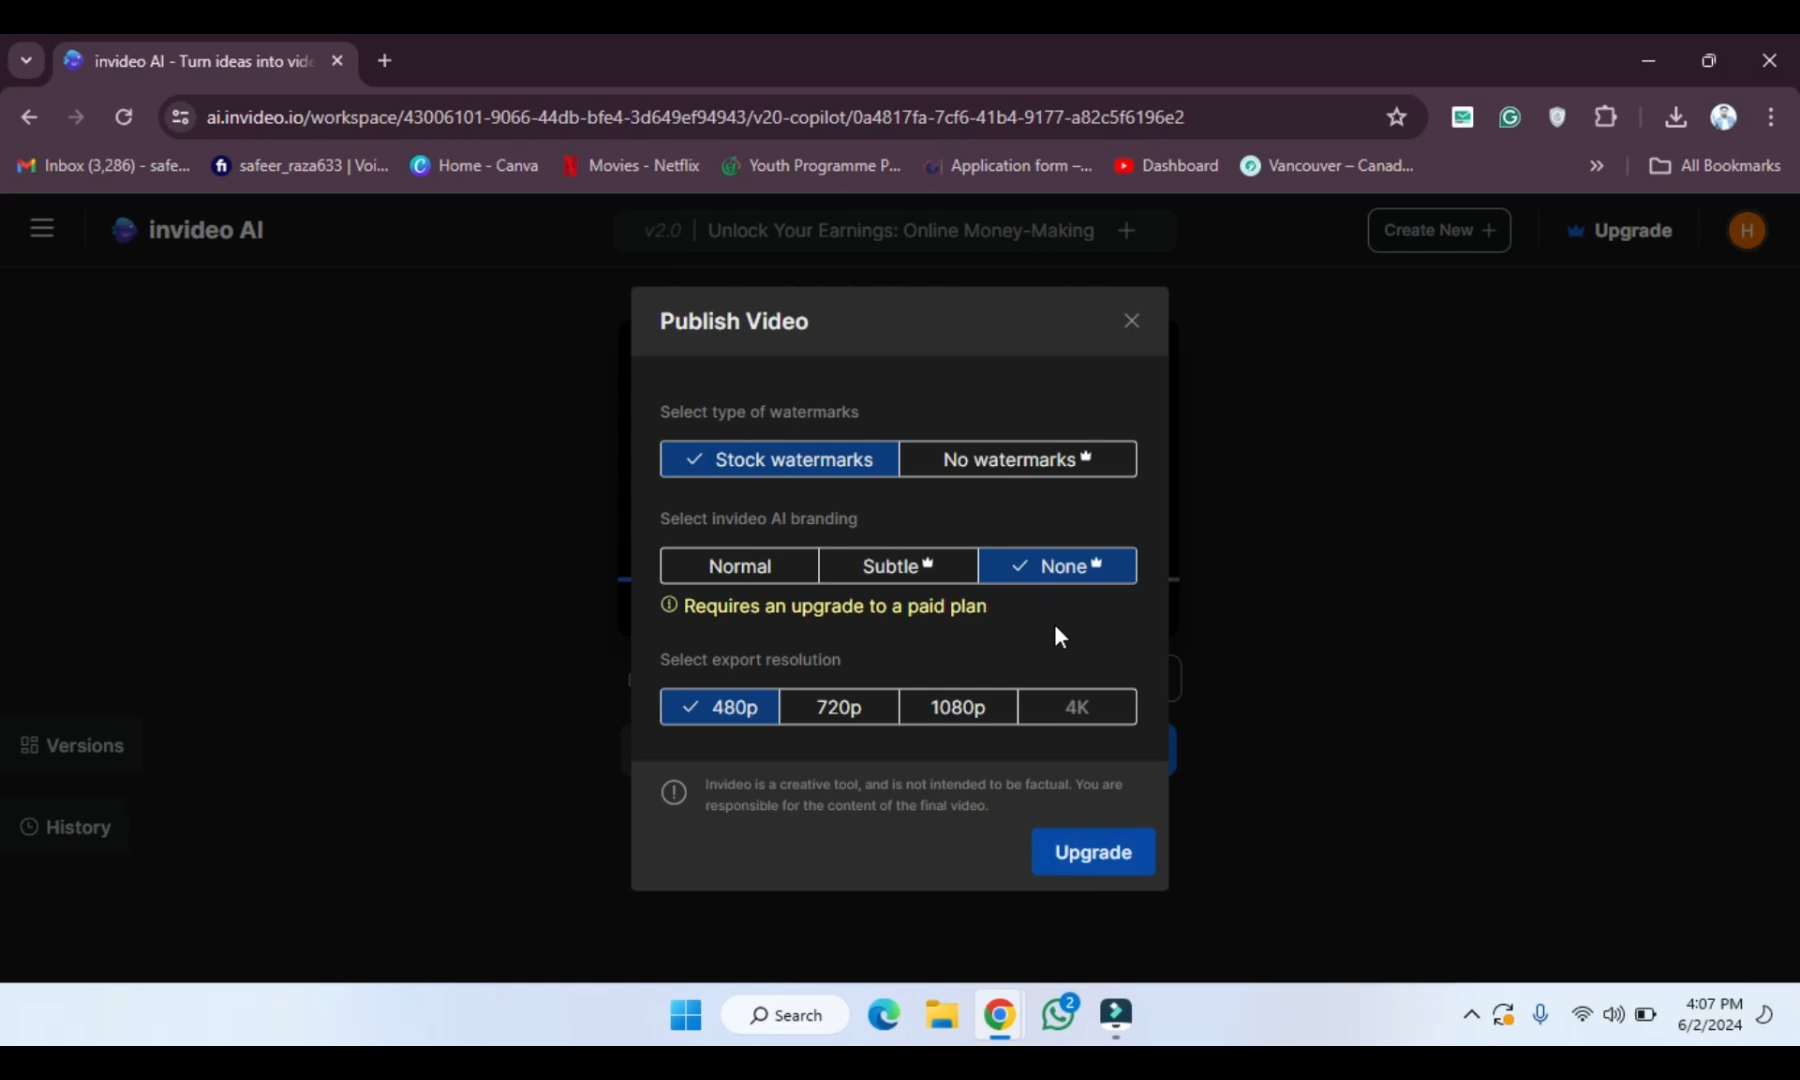 invideo AI - Turn ideas into vide
ai.invideo.io/workspace/43006101-9066-44db-bfe4-3d649ef94943/v20-copilot/0a4817fa-7cf6-41b4-9177-a82c5f6196e2
Inbox (3,286) - safe... safeer_raza633 | Voi... Home - Canva Movies - Netflix Youth Programme P... Application form –... Dashboard Vancouver – Canad... » All Bookmarks
invideo AI v2.0 | Unlock Your Earnings: Online Money-Making + Create New + Upgrade H
Publish Video
Select type of watermarks
Stock watermarks No watermarks
Select invideo AI branding
Normal Subtle None
Requires an upgrade to a paid plan
Select export resolution
480p 720p 1080p 4K
Versions
Invideo is a creative tool, and is not intended to be factual. You are
responsible for the content of the final video.
History
Upgrade
Search
2
4:07 PM
6/2/2024